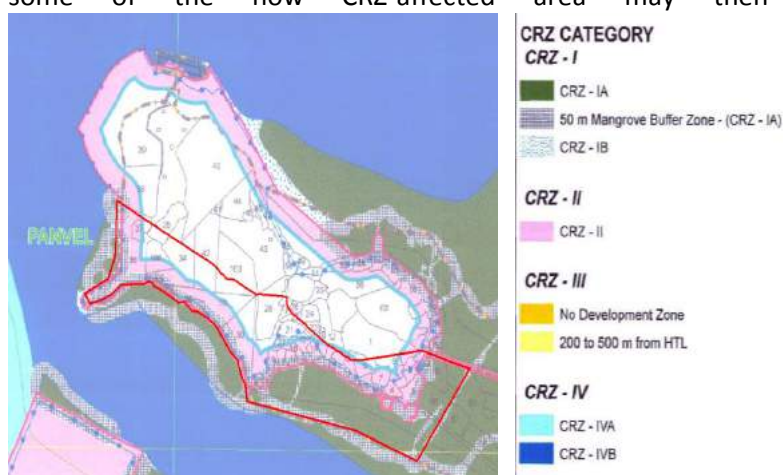 some of the now CRZ-affected area may then
CRZ CATEGORY
CRZ - I
CRZ - IA
50 m Mangrove Buffer Zone - (CRZ - IA)
CRZ - IB
CRZ - II
CRZ - II
CRZ - III
No Development Zone
200 to 500 m from HTL
CRZ - IV
CRZ - IVA
CRZ - IVB
PANVEL